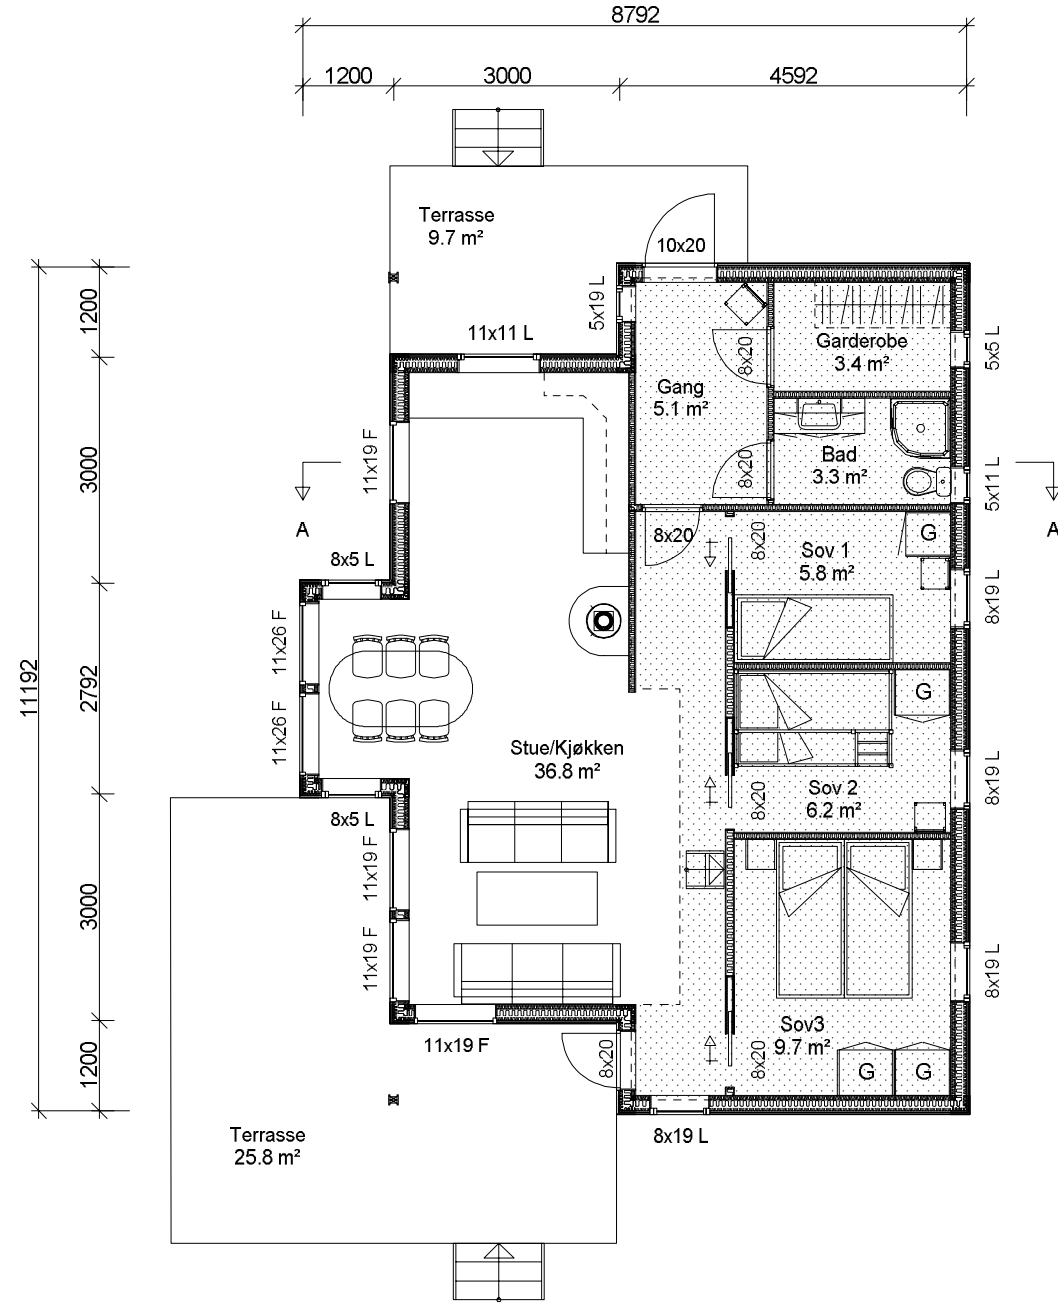 8792
1200
3000
4592
Terrasse
9.7 m²
10x20
1200
5x19 L
11x11 L
8x20
Garderobe
3.4 m²
5x5 L
Gang
5.1 m²
3000
11x19 F
8x20
Bad
3.3 m²
5x11 L
A
A
8x20
8x20
Sov 1
5.8 m²
G
8x19 L
8x5 L
11x26 F
11192
2792
11x26 F
G
Stue/Kjøkken
36.8 m²
8x20
Sov 2
6.2 m²
8x19 L
8x5 L
11x19 F
3000
11x19 F
8x19 L
Sov3
9.7 m²
11x19 F
8x20
8x20
G
G
1200
8x19 L
Terrasse
25.8 m²